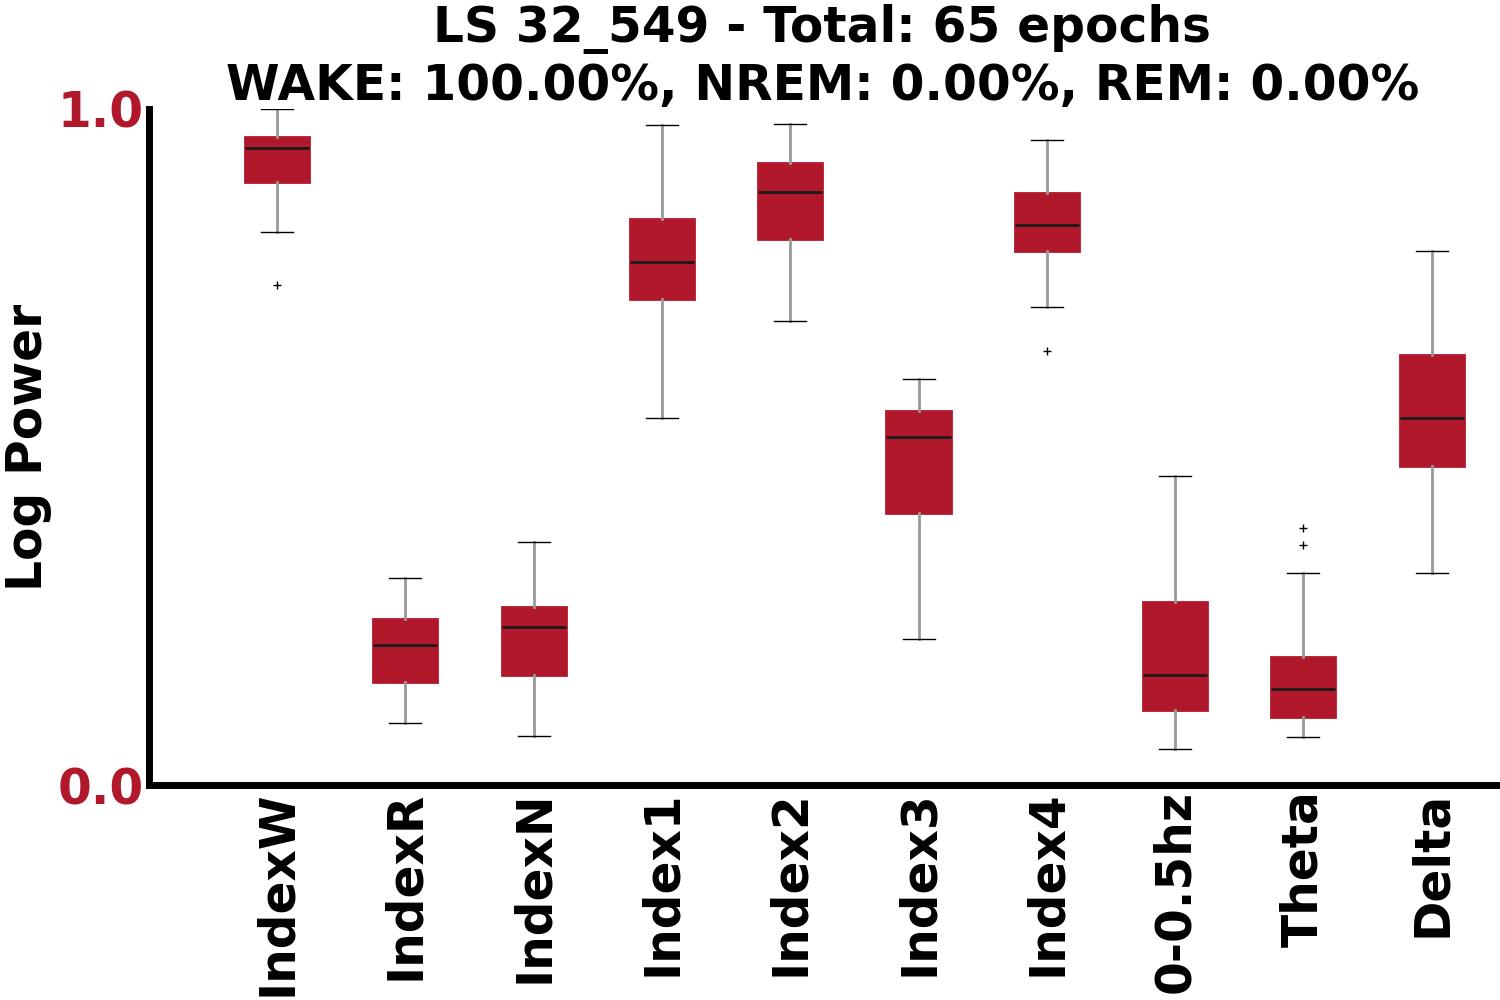 LS 32_549 - Total: 65 epochs
WAKE: 100.00%, NREM: 0.00%, REM: 0.00%
1.0
Log Power
0.0
IndexW
IndexR
IndexN
Index1
Index2
Index3
Index4
0-0.5hz
Theta
Delta